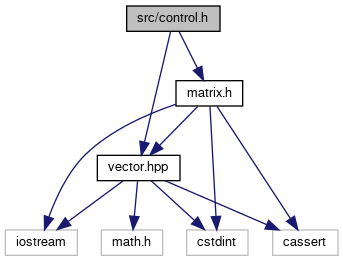 src/control.h
matrix.h
vector.hpp
iostream
math.h
cstdint
cassert